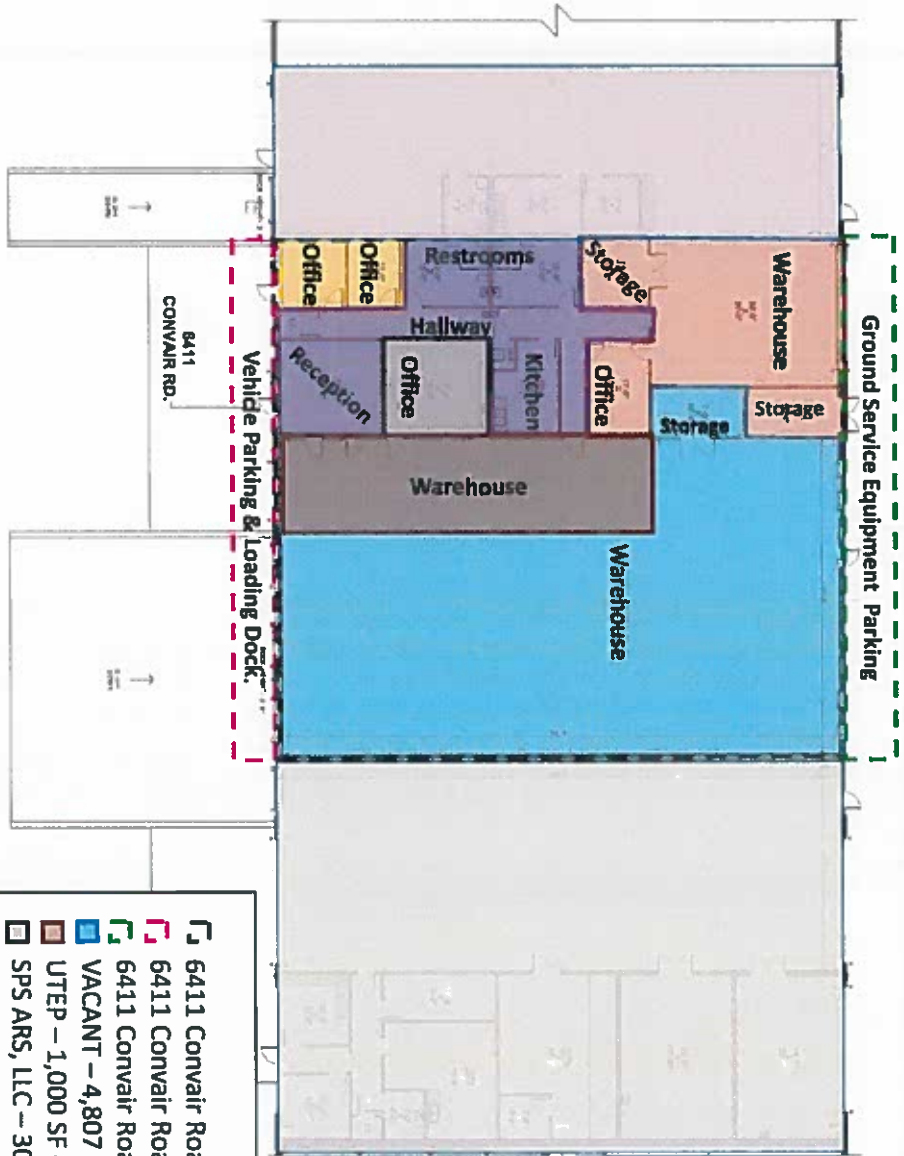 Ground Service Equipment Parking
Warehouse
Storage
Storage
Storage
Office
Restrooms
Office
Office
Hallway
Kitchen
Office
Reception
Warehouse
Warehouse
6411
CONVAIR RD.
Vehicle Parking & Loading Dock.
6411 Convair Roa
6411 Convair Roa
6411 Convair Roa
VACANT – 4,807
UTEP – 1,000 SF
SPS ARS, LLC – 30